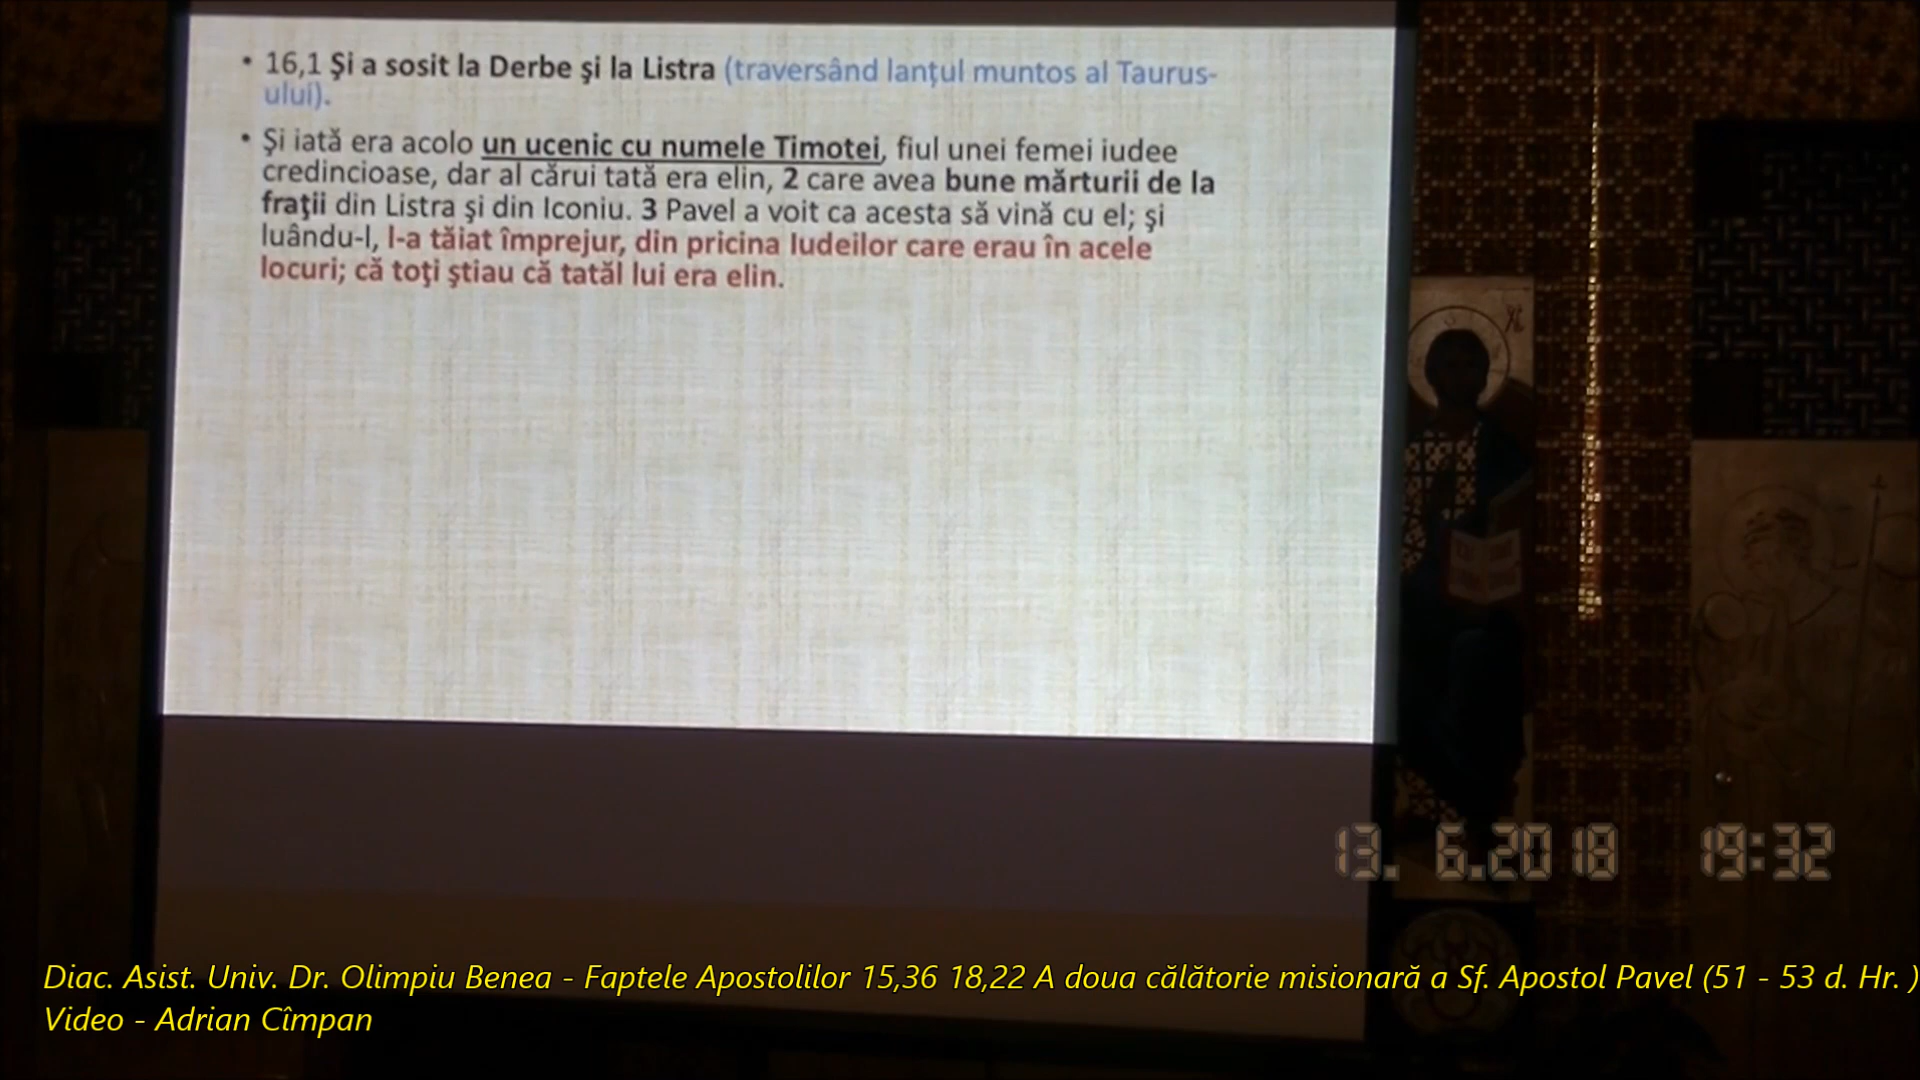 • 16,1 Şi a sosit la Derbe şi la Listra (traversând lanţul muntos al Taurus-
ului).
• Şi iată era acolo un ucenic cu numele Timotei, fiul unei femei iudee
credincioase, dar al cărui tată era elin, 2 care avea bune mărturii de la
fraţii din Listra şi din Iconiu. 3 Pavel a voit ca acesta să vină cu el; şi
luându-l, l-a tăiat împrejur, din pricina Iudeilor care erau în acele
locuri; că toţi ştiau că tatăl lui era elin.
13. 6.2018 19:32
Diac. Asist. Univ. Dr. Olimpiu Benea - Faptele Apostolilor 15,36 18,22 A doua călătorie misionară a Sf. Apostol Pavel (51 - 53 d. Hr. )
Video - Adrian Cîmpan